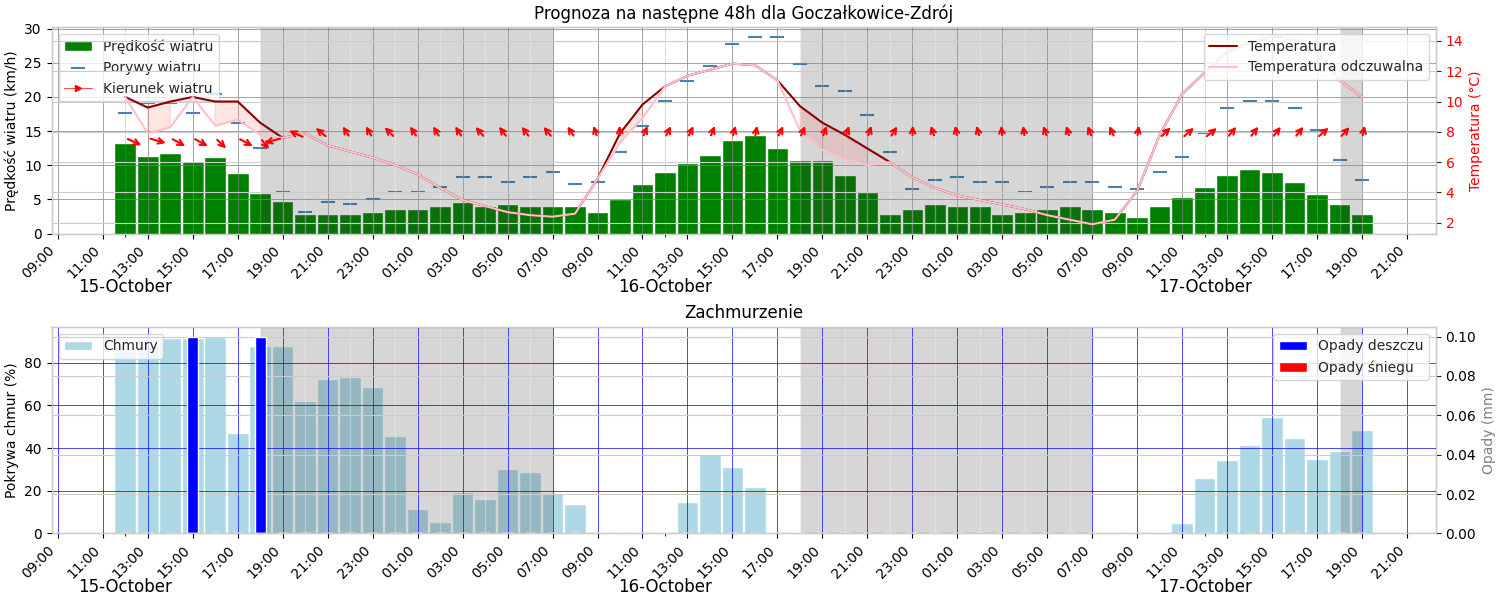 Prognoza na następne 48h dla Goczałkowice-Zdrój
Prędkość wiatru (km/h)
30
25
20
15
10
5
0
Prędkość wiatru
Porywy wiatru
Kierunek wiatru
Temperatura
Temperatura odczuwalna
14
12
10
8
6
4
2
Temperatura (°C)
09:00 11:00 13:00 15:00 17:00 19:00 21:00 23:00 01:00 03:00 05:00 07:00 09:00 11:00 13:00 15:00 17:00 19:00 21:00 23:00 01:00 03:00 05:00 07:00 09:00 11:00 13:00 15:00 17:00 19:00 21:00
15-October 16-October 17-October
Zachmurzenie
Pokrywa chmur (%)
80
60
40
20
0
Chmury
Opady deszczu
Opady śniegu
0.10
0.08
0.06
0.04
0.02
0.00
Opady (mm)
09:00 11:00 13:00 15:00 17:00 19:00 21:00 23:00 01:00 03:00 05:00 07:00 09:00 11:00 13:00 15:00 17:00 19:00 21:00 23:00 01:00 03:00 05:00 07:00 09:00 11:00 13:00 15:00 17:00 19:00 21:00
15-October 16-October 17-October